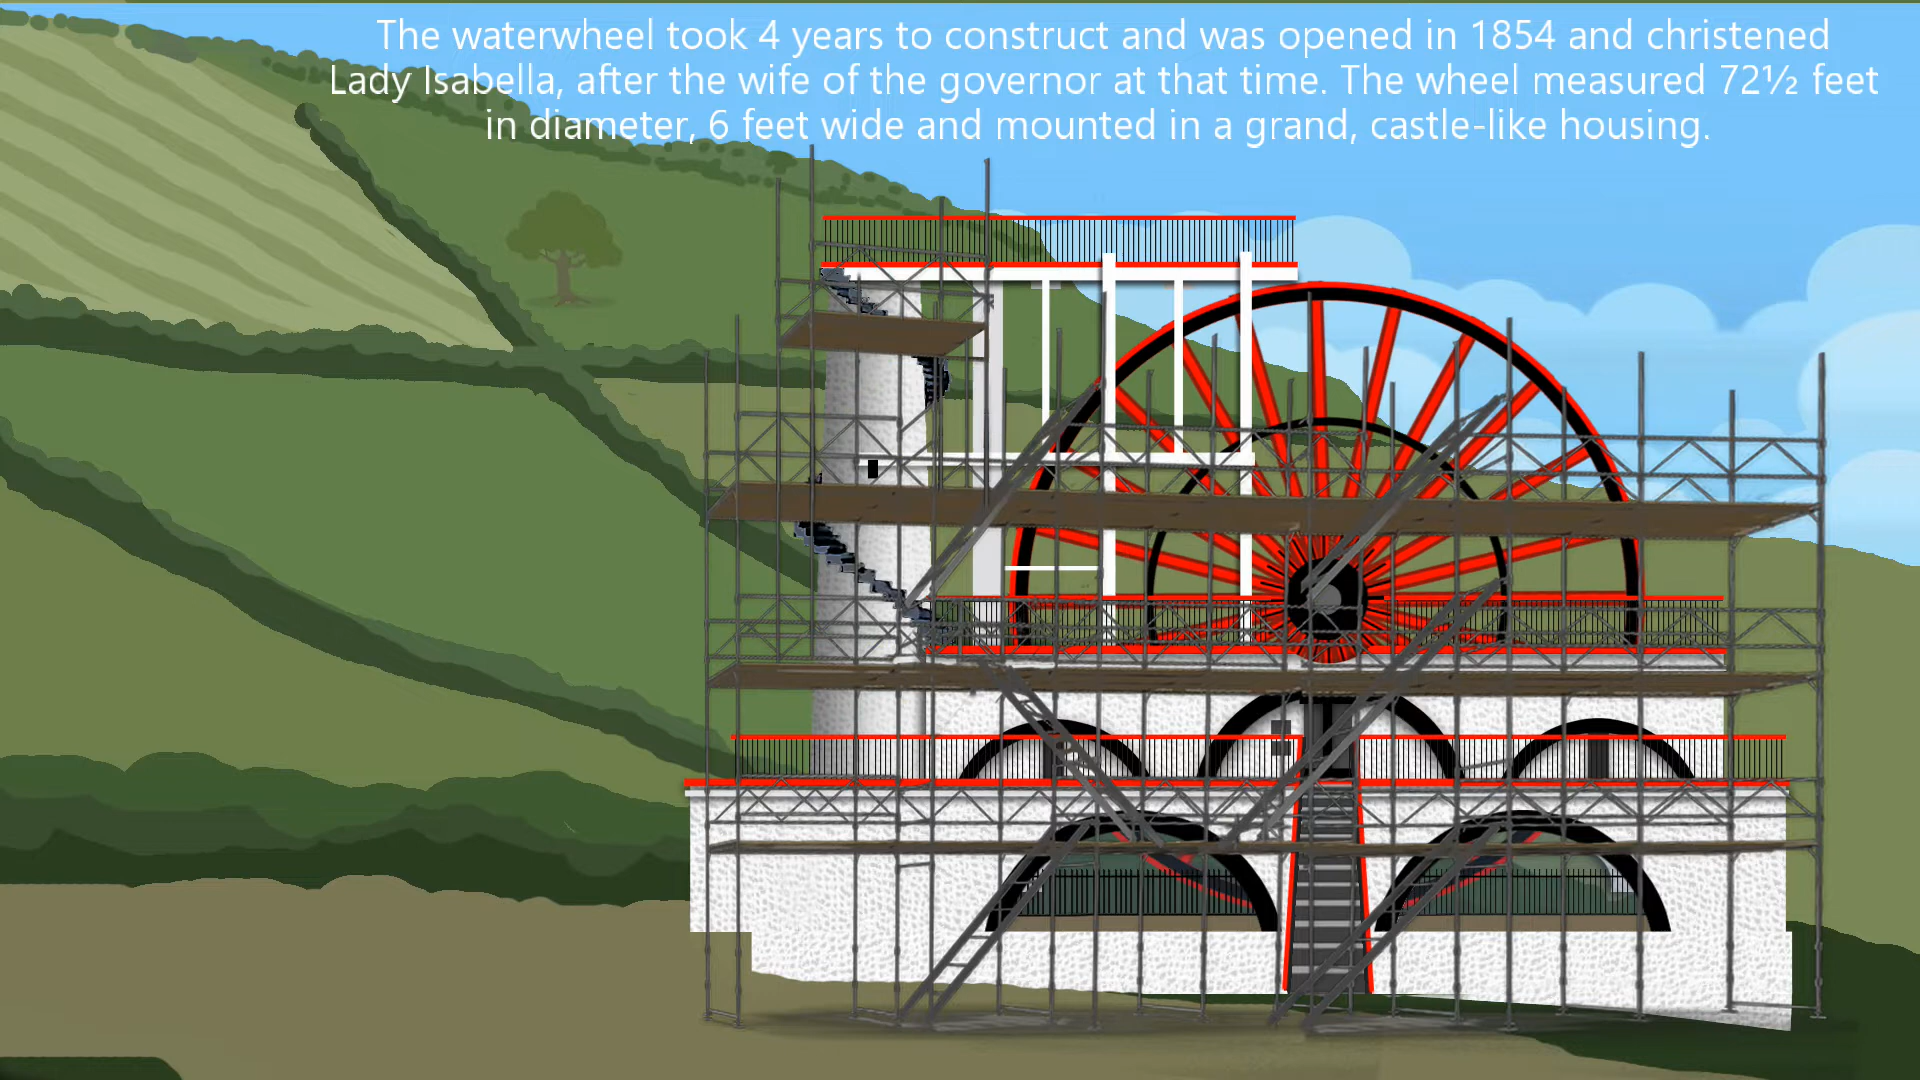 The waterwheel took 4 years to construct and was opened in 1854 and christened
Lady Isabella, after the wife of the governor at that time. The wheel measured 72½ feet
in diameter, 6 feet wide and mounted in a grand, castle-like housing.